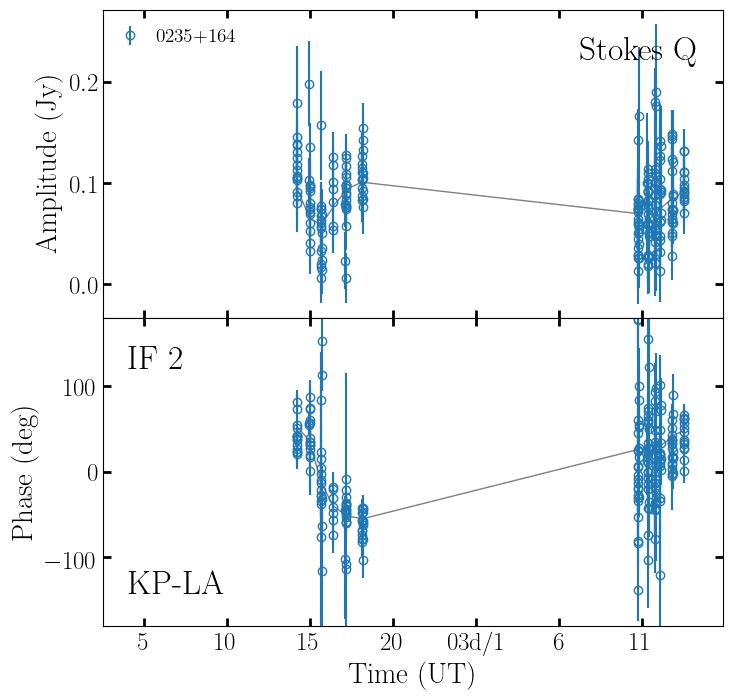 0235+164
Stokes Q
Amplitude (Jy)
0.2
0.1
0.0
IF 2
KP-LA
Phase (deg)
100
0
−100
5 10 15 20 03d/1 6 11
Time (UT)